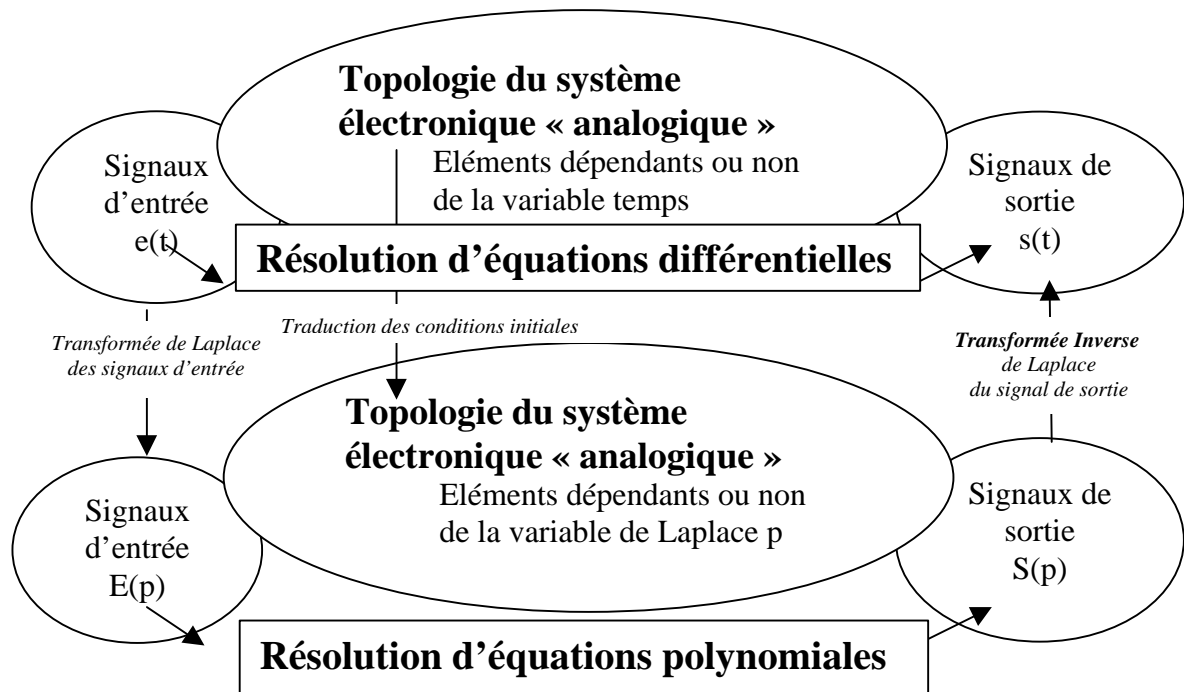 Topologie du système
électronique « analogique »
Eléments dépendants ou non
de la variable temps
Signaux
d’entrée
e(t)
Signaux de
sortie
s(t)
Résolution d’équations différentielles
Transformée de Laplace
des signaux d’entrée
Traduction des conditions initiales
Transformée Inverse
de Laplace
du signal de sortie
Topologie du système
électronique « analogique »
Eléments dépendants ou non
de la variable de Laplace p
Signaux
d’entrée
E(p)
Signaux de
sortie
S(p)
Résolution d’équations polynomiales